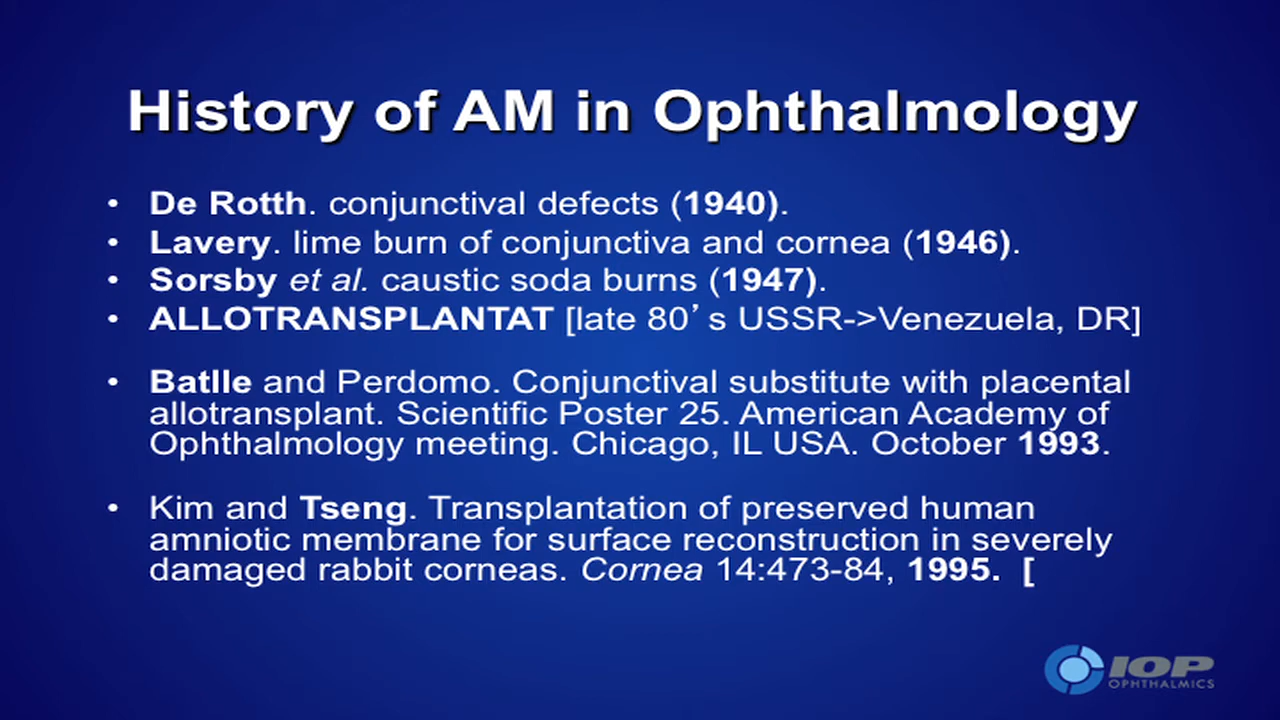 History of AM in Ophthalmology
• De Rotth. conjunctival defects (1940).
• Lavery. lime burn of conjunctiva and cornea (1946).
• Sorsby et al. caustic soda burns (1947).
• ALLOTRANSPLANTAT [late 80’s USSR->Venezuela, DR]
• Batlle and Perdomo. Conjunctival substitute with placental
allotransplant. Scientific Poster 25. American Academy of
Ophthalmology meeting. Chicago, IL USA. October 1993.
• Kim and Tseng. Transplantation of preserved human
amniotic membrane for surface reconstruction in severely
damaged rabbit corneas. Cornea 14:473-84, 1995. [
IOP
OPHTHALMICS